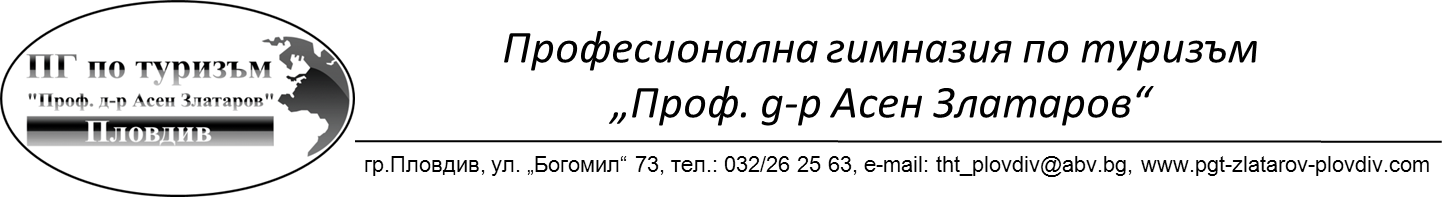 ПГ по туризъм
"Проф. д-р Асен Златаров"
Пловдив
Професионална гимназия по туризъм
„Проф. д-р Асен Златаров“
гр.Пловдив, ул. „Богомил“ 73, тел.: 032/26 25 63, e-mail: tht_plovdiv@abv.bg, www.pgt-zlatarov-plovdiv.com